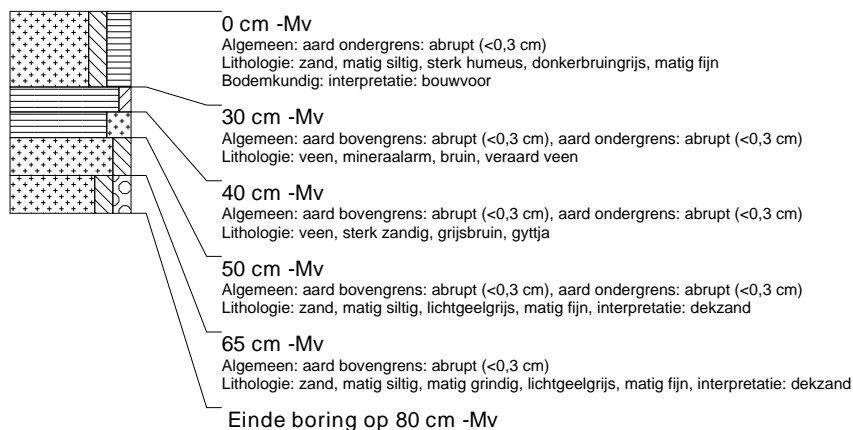 0 cm -Mv
Algemeen: aard ondergrens: abrupt (<0,3 cm)
Lithologie: zand, matig siltig, sterk humeus, donkerbruingrijs, matig fijn
Bodemkundig: interpretatie: bouwvoor
30 cm -Mv
Algemeen: aard bovengrens: abrupt (<0,3 cm), aard ondergrens: abrupt (<0,3 cm)
Lithologie: veen, mineraalarm, bruin, veraard veen
40 cm -Mv
Algemeen: aard bovengrens: abrupt (<0,3 cm), aard ondergrens: abrupt (<0,3 cm)
Lithologie: veen, sterk zandig, grijsbruin, gyttja
50 cm -Mv
Algemeen: aard bovengrens: abrupt (<0,3 cm), aard ondergrens: abrupt (<0,3 cm)
Lithologie: zand, matig siltig, lichtgeelgrijs, matig fijn, interpretatie: dekzand
65 cm -Mv
Algemeen: aard bovengrens: abrupt (<0,3 cm)
Lithologie: zand, matig siltig, matig grindig, lichtgeelgrijs, matig fijn, interpretatie: dekzand
Einde boring op 80 cm -Mv